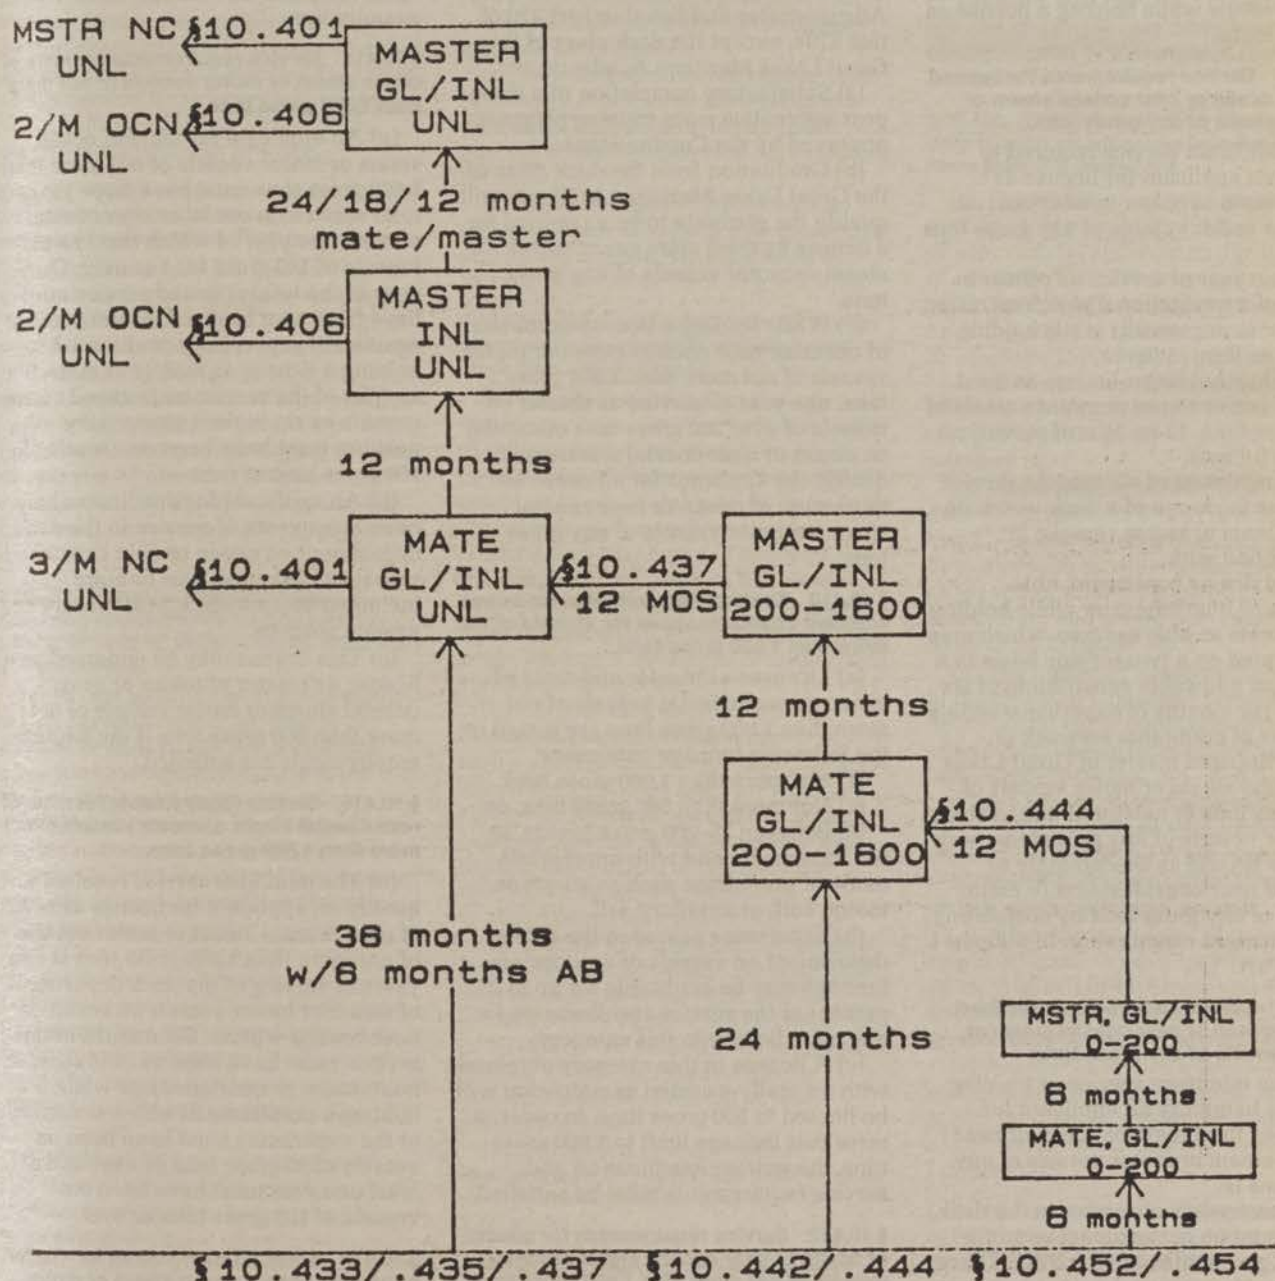 MSTR NC
UNL
§10.401
MASTER
GL/INL
UNL
2/M OCN
UNL
§10.406
24/18/12 months
mate/master
MASTER
INL
UNL
2/M OCN
UNL
§10.406
12 months
MATE
GL/INL
UNL
3/M NC
UNL
§10.401
§10.437
12 MOS
MASTER
GL/INL
200-1600
12 months
MATE
GL/INL
200-1600
§10.444
12 MOS
36 months
w/6 months AB
24 months
MSTR, GL/INL
0-200
6 months
MATE, GL/INL
0-200
6 months
§10.433/.435/.437 §10.442/.444 §10.452/.454